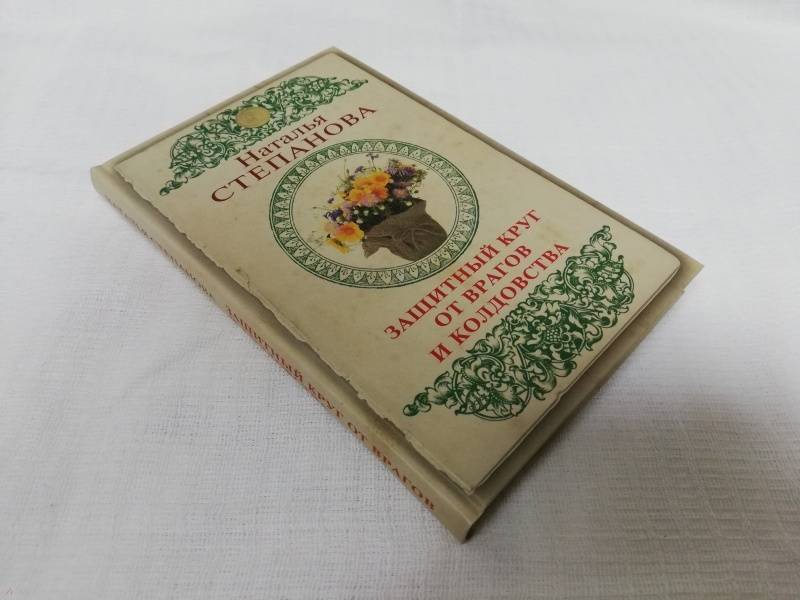 Наталья
СТЕПАНОВА
ЗАЩИТНЫЙ КРУГ
ОТ ВРАГОВ
И КОЛДОВСТВА
ЗАЩИТНЫЙ КРУГ ОТ ВРАГОВ